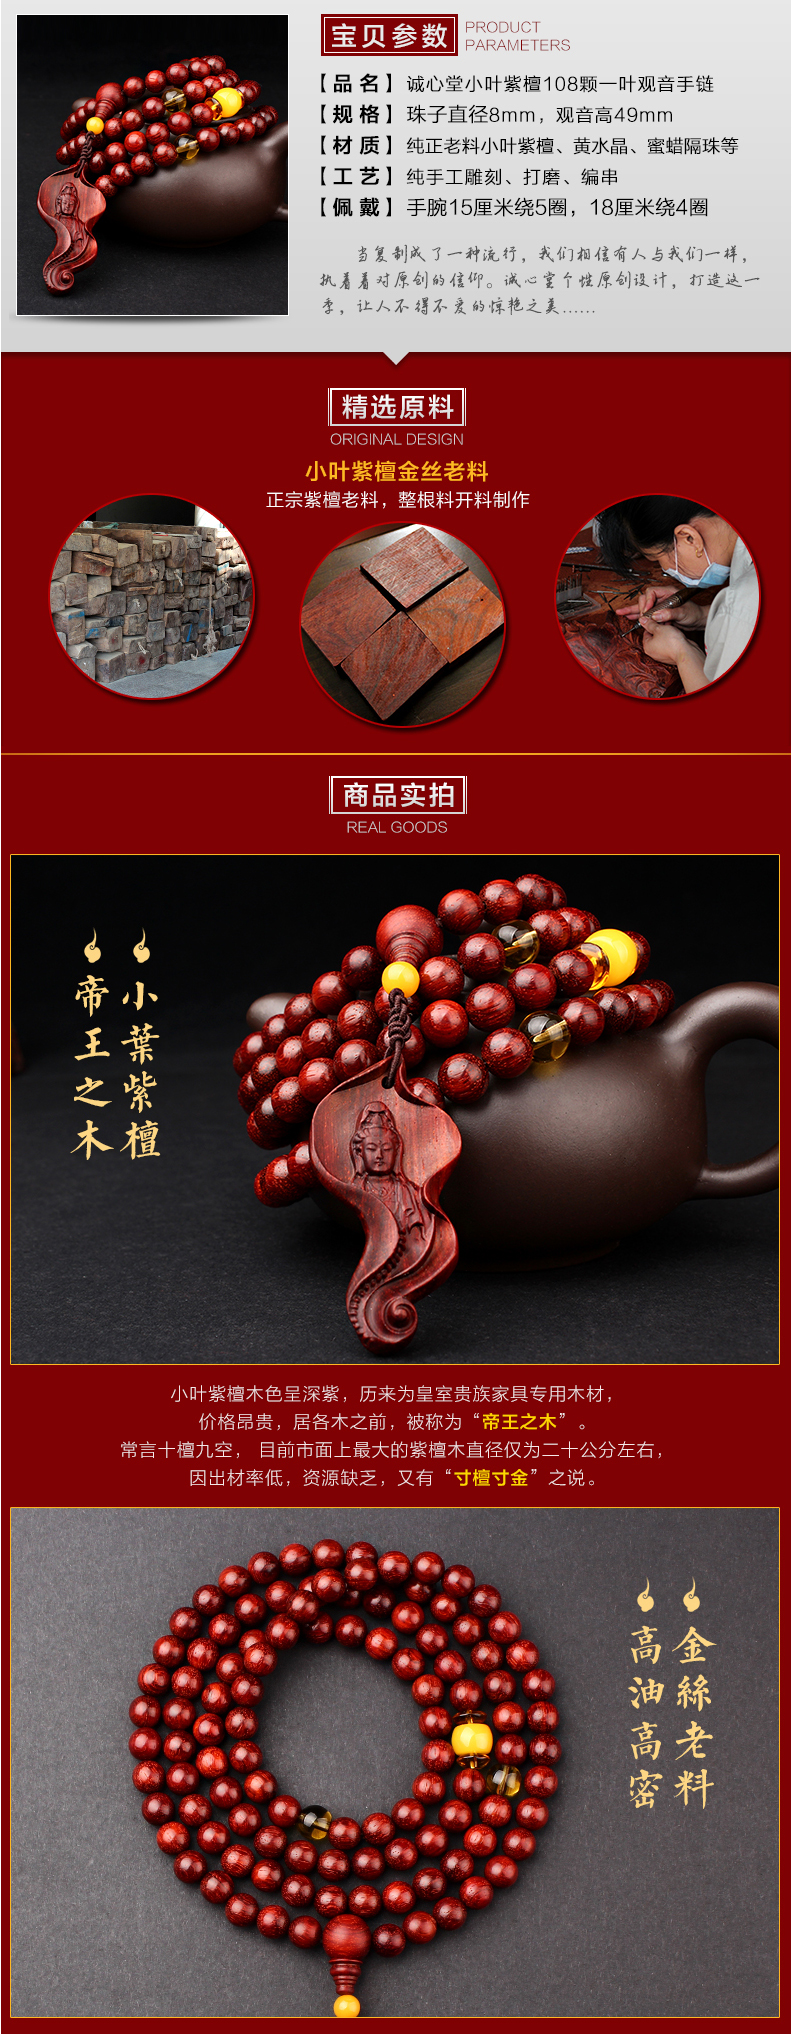 宝贝参数
PRODUCT
PARAMETERS
【品名】 诚心堂小叶紫檀108颗一叶观音手链
【规格】 珠子直径8mm，观音高49mm
【材质】 纯正老料小叶紫檀、黄水晶、蜜蜡隔珠等
【工艺】 纯手工雕刻、打磨、编串
【佩戴】 手腕15厘米绕5圈，18厘米绕4圈
当复制成了一种流行，我们相信有人与我们一样，
执着着对原创的信仰。诚心堂个性原创设计，打造这一
季，让人不得不爱的惊艳之美......
精选原料
ORIGINAL DESIGN
小叶紫檀金丝老料
正宗紫檀老料，整根料开料制作
商品实拍
REAL GOODS
小葉紫檀
帝王之木
小叶紫檀木色呈深紫，历来为皇室贵族家具专用木材，
价格昂贵，居各木之前，被称为“帝王之木”。
常言十檀九空， 目前市面上最大的紫檀木直径仅为二十公分左右，
因出材率低，资源缺乏，又有“寸檀寸金”之说。
金絲老料
高油高密